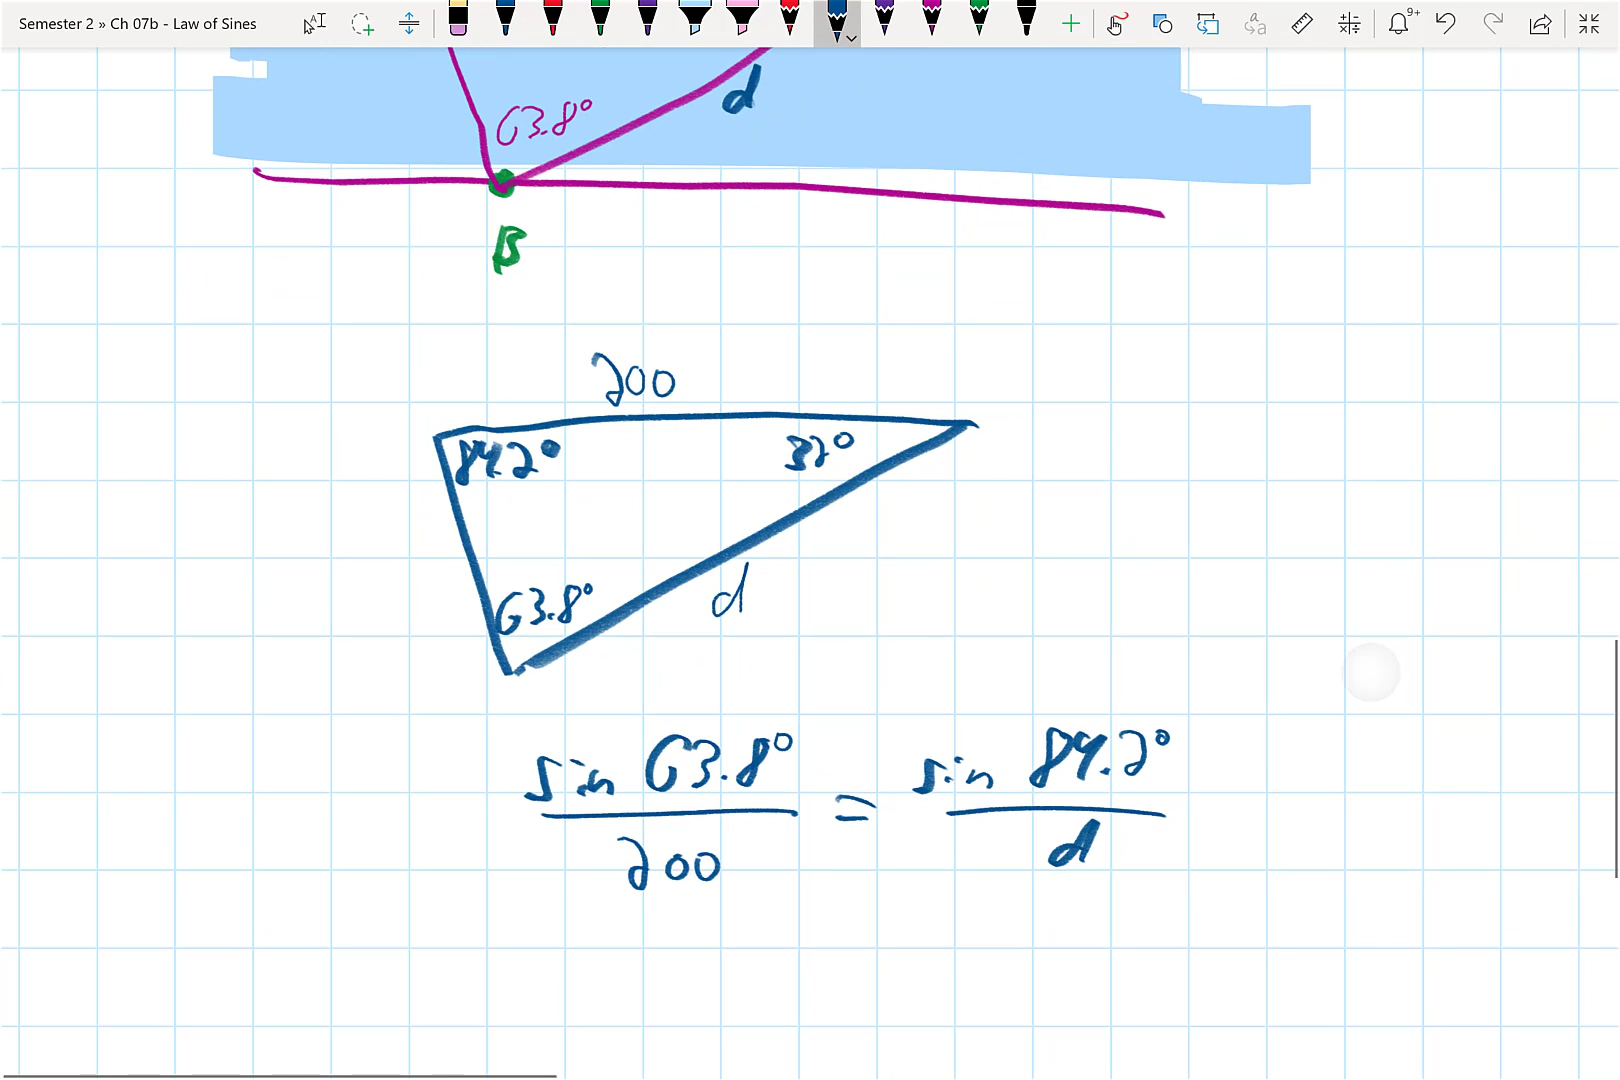 Semester 2 » Ch 07b - Law of Sines
9+
d
63.8°
B
200
84.2° 32°
63.8°
d
sin 63.8° = sin 84.2°
200 d